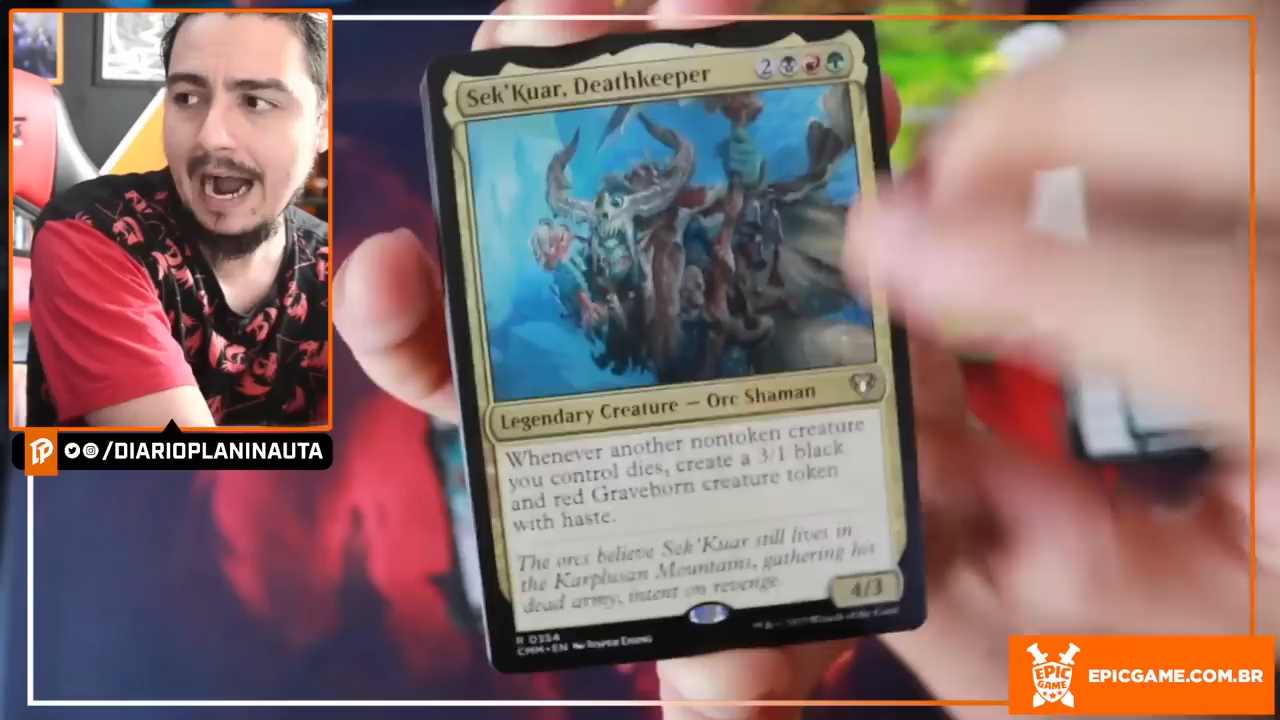 Sek'Kuar, Deathkeeper
2
Legendary Creature — Orc Shaman
Whenever another nontoken creature
you control dies, create a 3/1 black
and red Graveborn creature token
with haste.
The orcs believe Sek'Kuar still lives in
the Karplusan Mountains, gathering his
dead army, intent on revenge.
4/3
R 0354
CMM • EN
/DIARIOPLANINAUTA
EPIC
GAME
EPICGAME.COM.BR